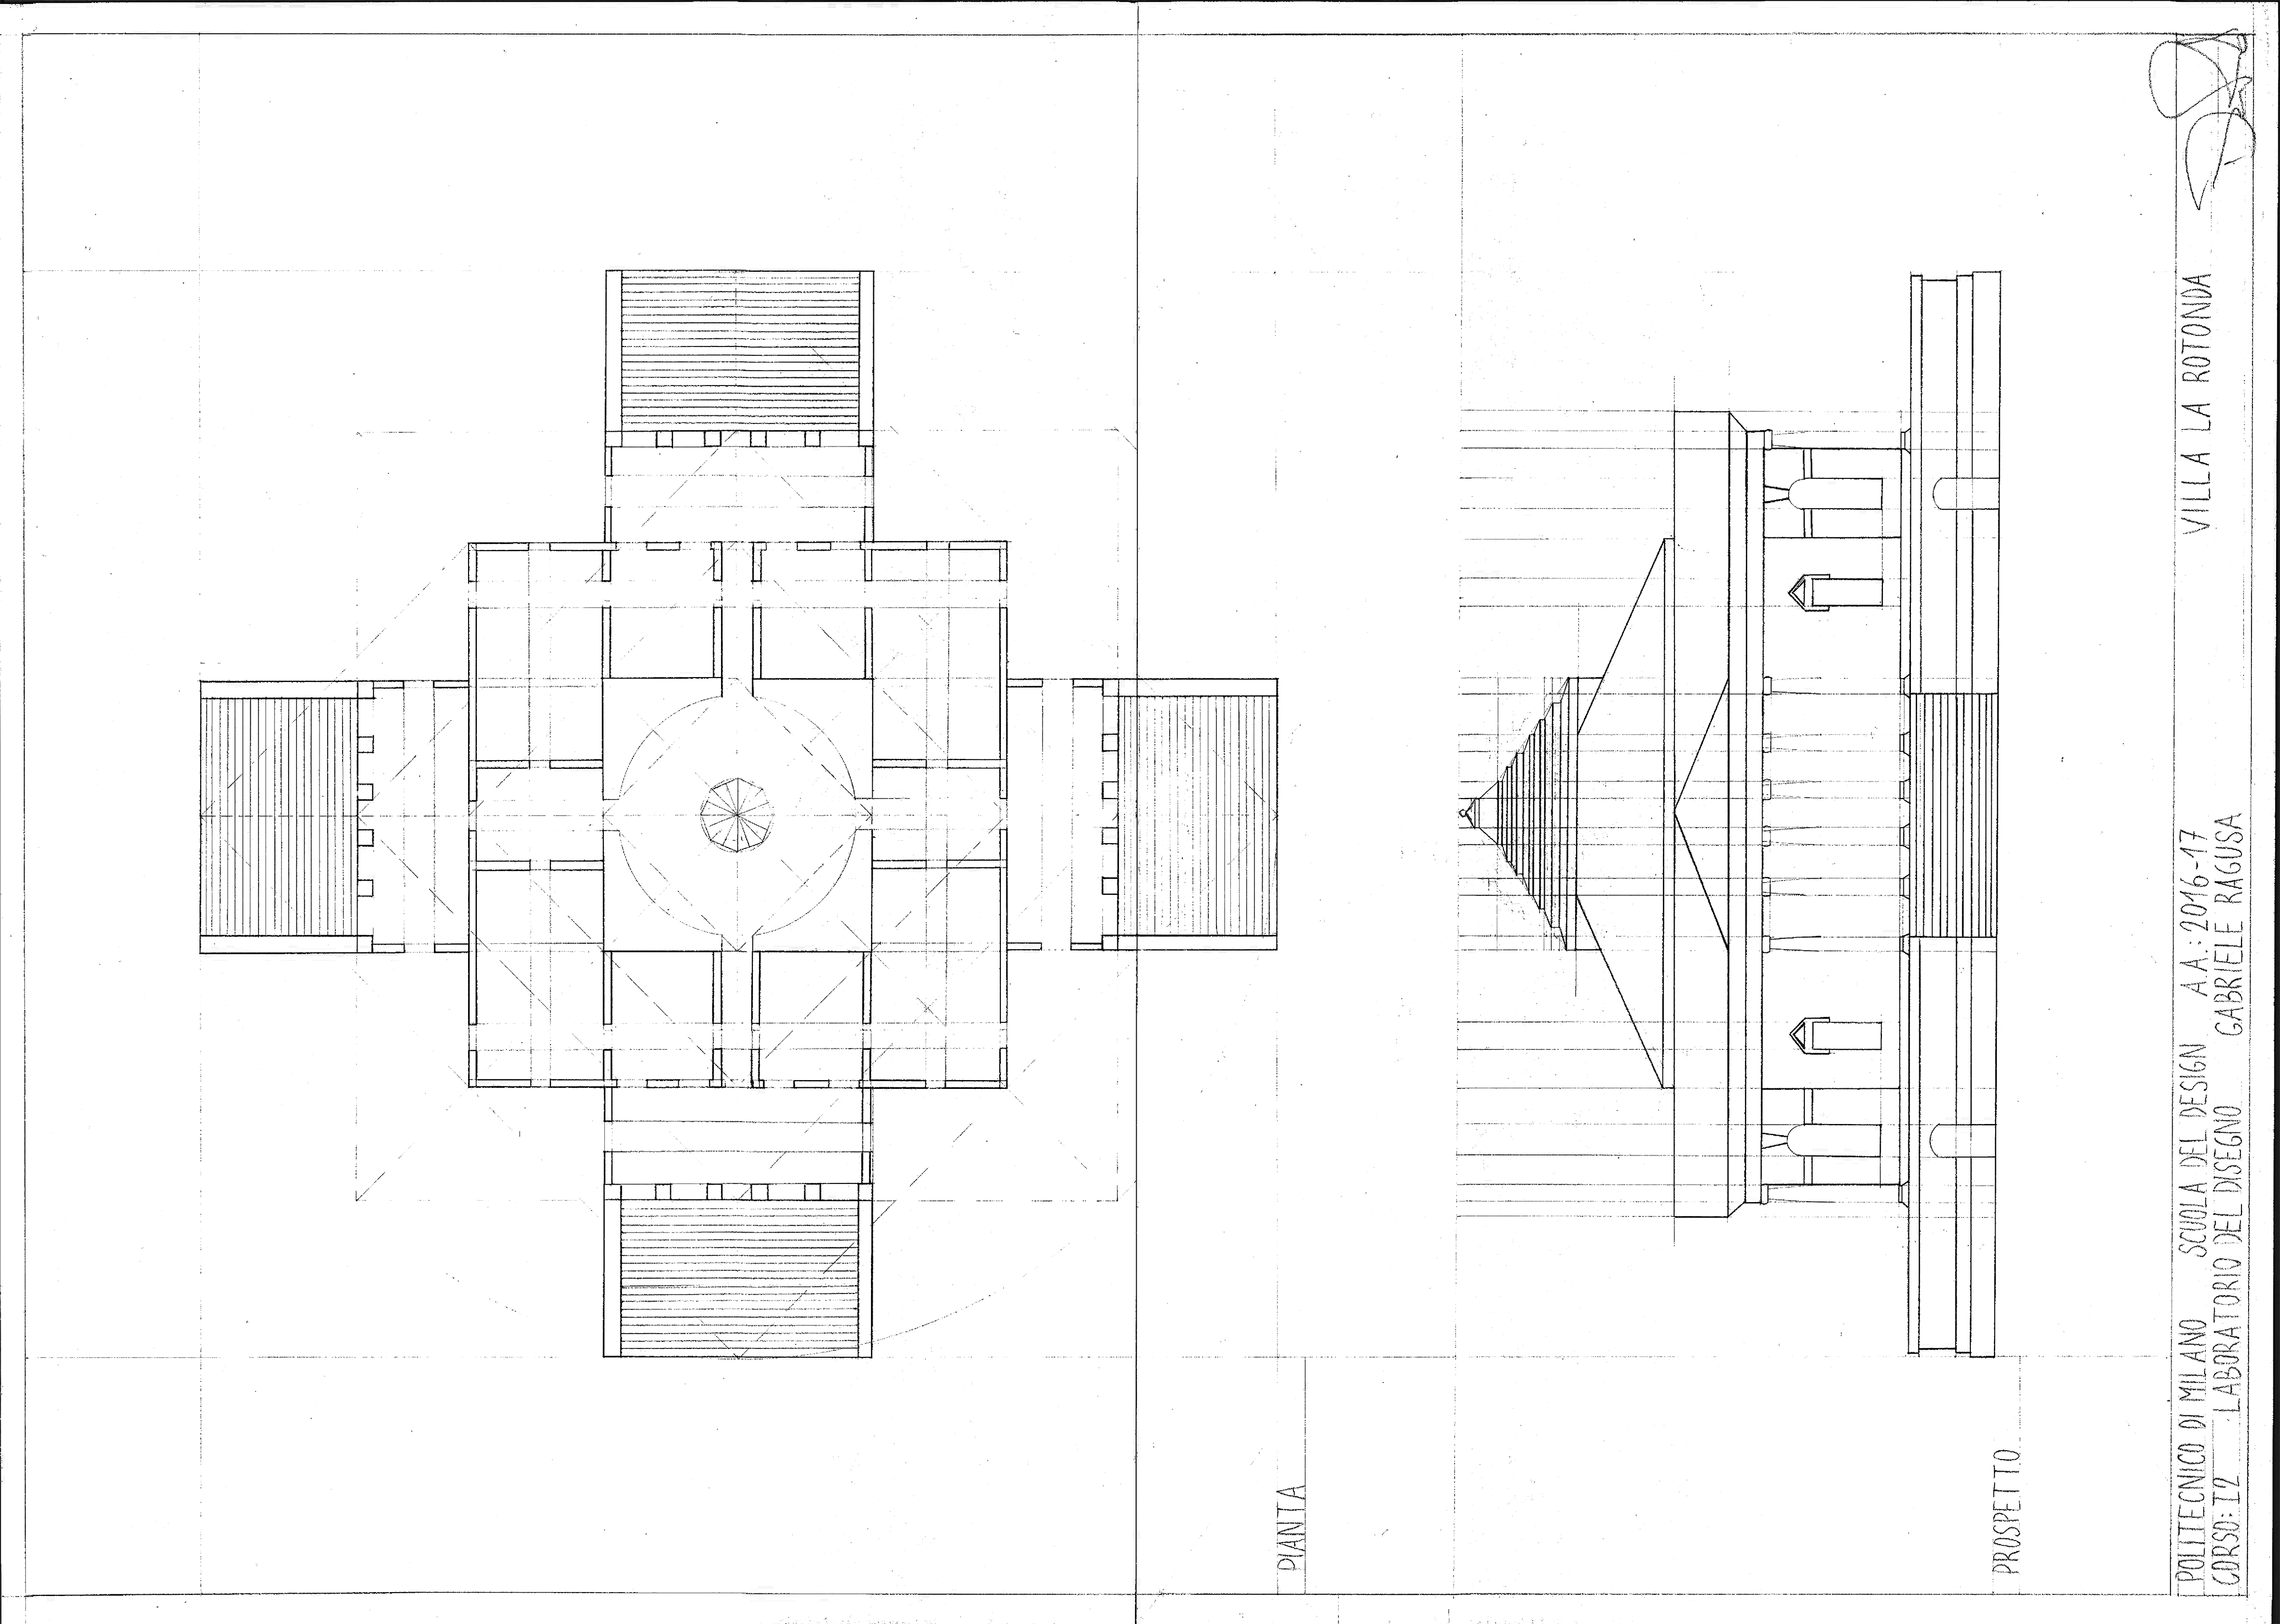 PIANTA
PROSPETTO
POLITECNICO DI MILANO SCUOLA DEL DESIGN A.A.: 2016-17 VILLA LA ROTONDA
CORSO: I2 LABORATORIO DEL DISEGNO GABRIELE RAGUSA